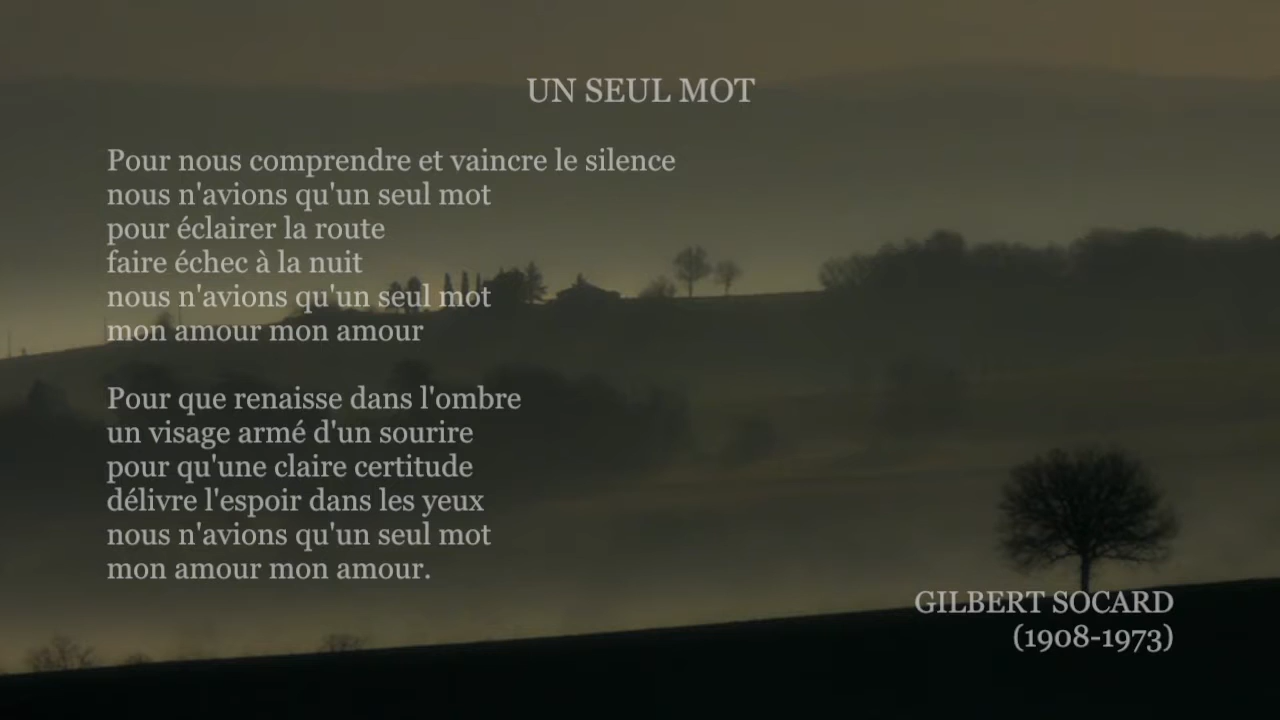 UN SEUL MOT
Pour nous comprendre et vaincre le silence
nous n'avions qu'un seul mot
pour éclairer la route
faire échec à la nuit
nous n'avions qu'un seul mot
mon amour mon amour
Pour que renaisse dans l'ombre
un visage armé d'un sourire
pour qu'une claire certitude
délivre l'espoir dans les yeux
nous n'avions qu'un seul mot
mon amour mon amour.
GILBERT SOCARD
(1908-1973)